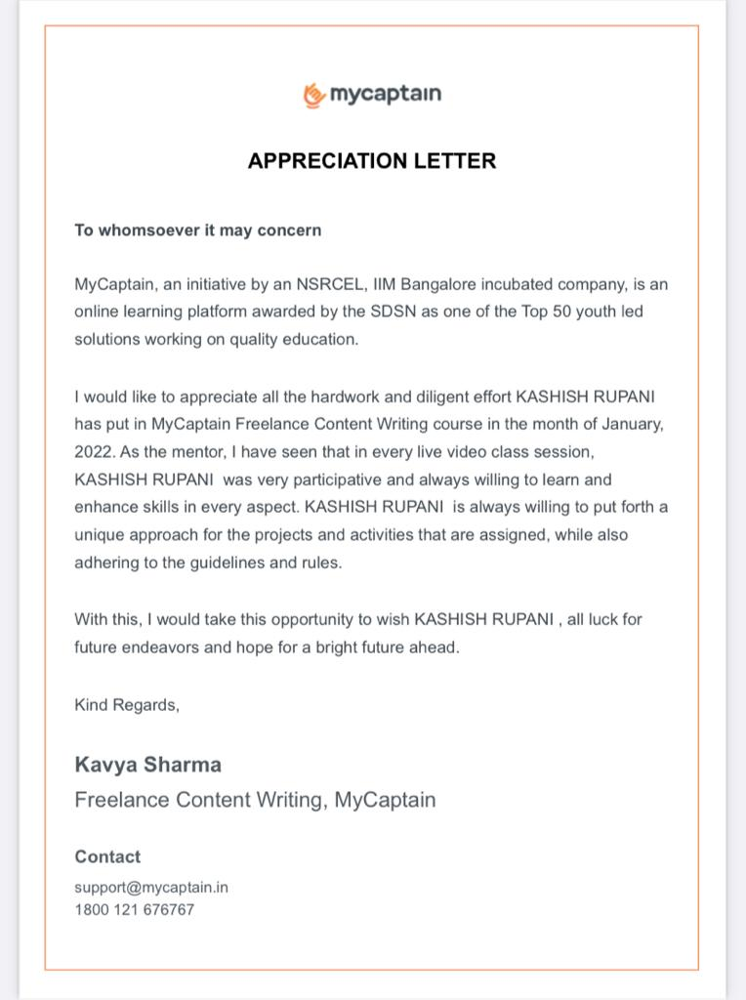 mycaptain
APPRECIATION LETTER
To whomsoever it may concern
MyCaptain, an initiative by an NSRCEL, IIM Bangalore incubated company, is an
online learning platform awarded by the SDSN as one of the Top 50 youth led
solutions working on quality education.
I would like to appreciate all the hardwork and diligent effort KASHISH RUPANI
has put in MyCaptain Freelance Content Writing course in the month of January,
2022. As the mentor, I have seen that in every live video class session,
KASHISH RUPANI  was very participative and always willing to learn and
enhance skills in every aspect. KASHISH RUPANI  is always willing to put forth a
unique approach for the projects and activities that are assigned, while also
adhering to the guidelines and rules.
With this, I would take this opportunity to wish KASHISH RUPANI , all luck for
future endeavors and hope for a bright future ahead.
Kind Regards,
Kavya Sharma
Freelance Content Writing, MyCaptain
Contact
support@mycaptain.in
1800 121 676767